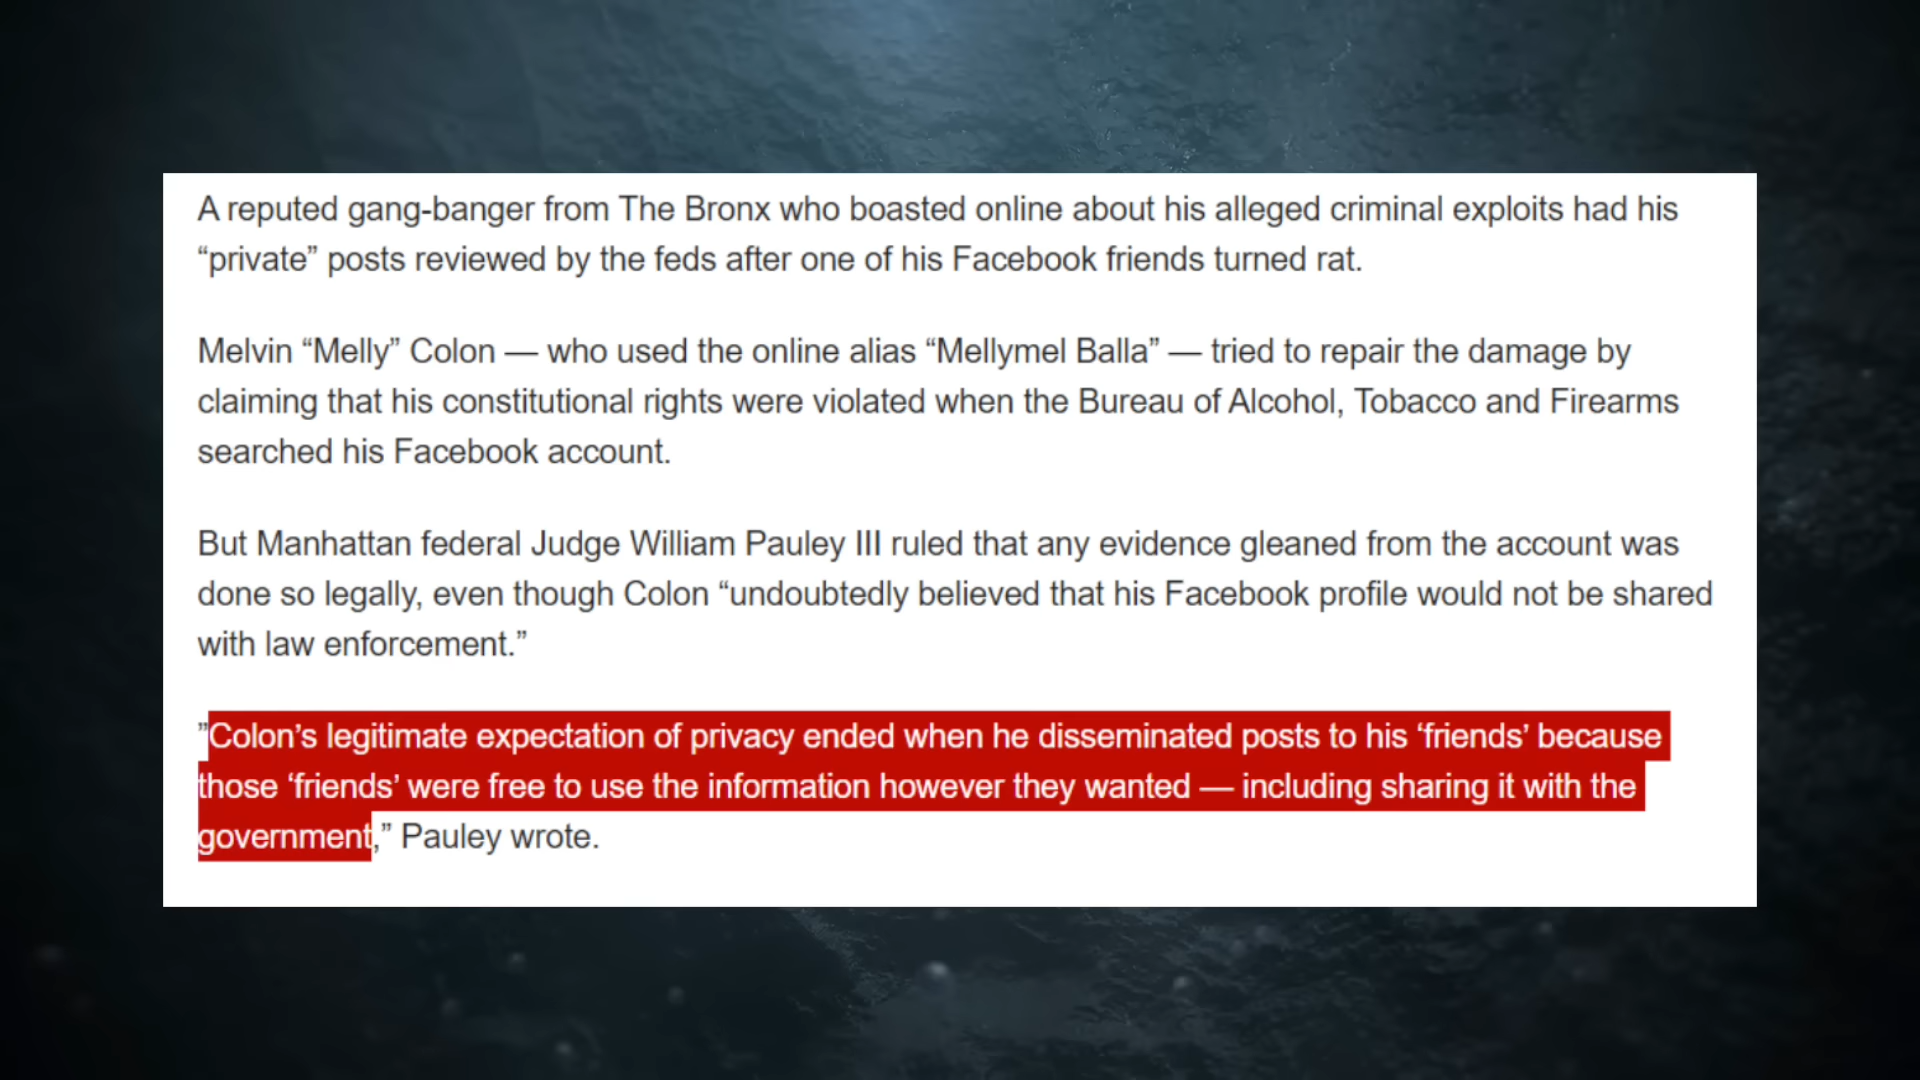 A reputed gang-banger from The Bronx who boasted online about his alleged criminal exploits had his
“private” posts reviewed by the feds after one of his Facebook friends turned rat.
Melvin “Melly” Colon — who used the online alias “Mellymel Balla” — tried to repair the damage by
claiming that his constitutional rights were violated when the Bureau of Alcohol, Tobacco and Firearms
searched his Facebook account.
But Manhattan federal Judge William Pauley III ruled that any evidence gleaned from the account was
done so legally, even though Colon “undoubtedly believed that his Facebook profile would not be shared
with law enforcement.”
”Colon’s legitimate expectation of privacy ended when he disseminated posts to his ‘friends’ because
those ‘friends’ were free to use the information however they wanted — including sharing it with the
government,” Pauley wrote.